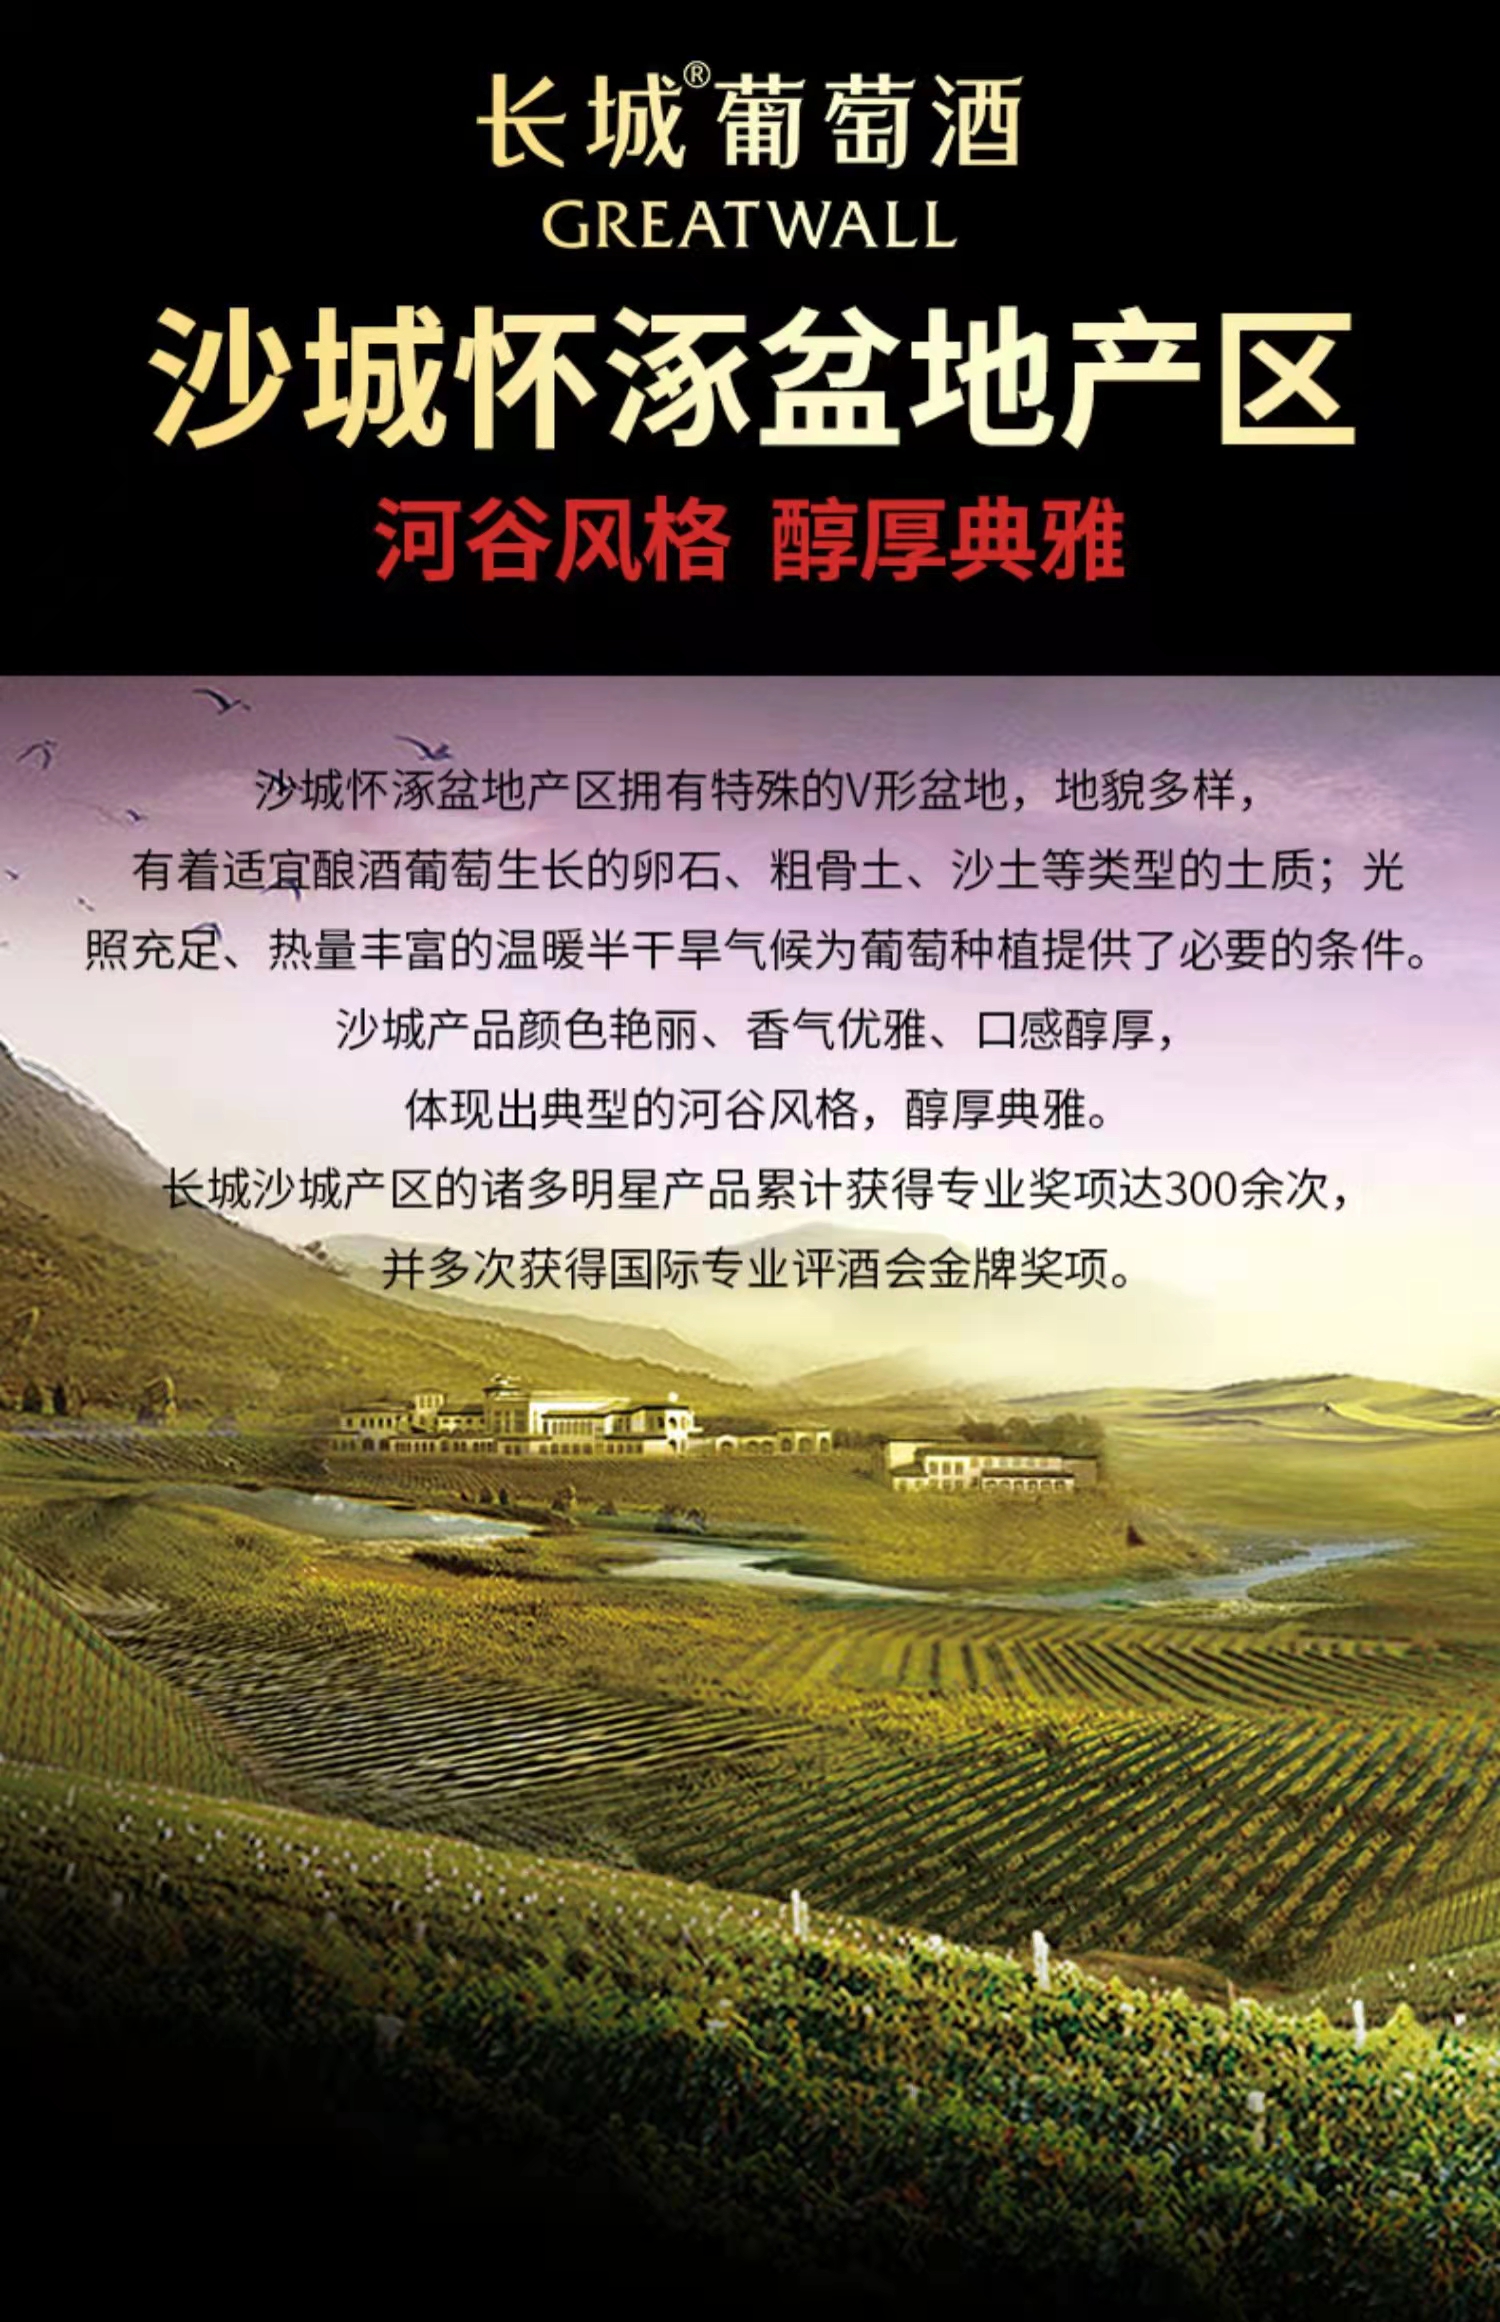 长城®葡萄酒
GREATWALL
沙城怀涿盆地产区
河谷风格 醇厚典雅
沙城怀涿盆地产区拥有特殊的V形盆地，地貌多样，
有着适宜酿酒葡萄生长的卵石、粗骨土、沙土等类型的土质；光
照充足、热量丰富的温暖半干旱气候为葡萄种植提供了必要的条件。
沙城产品颜色艳丽、香气优雅、口感醇厚，
体现出典型的河谷风格，醇厚典雅。
长城沙城产区的诸多明星产品累计获得专业奖项达300余次，
并多次获得国际专业评酒会金牌奖项。